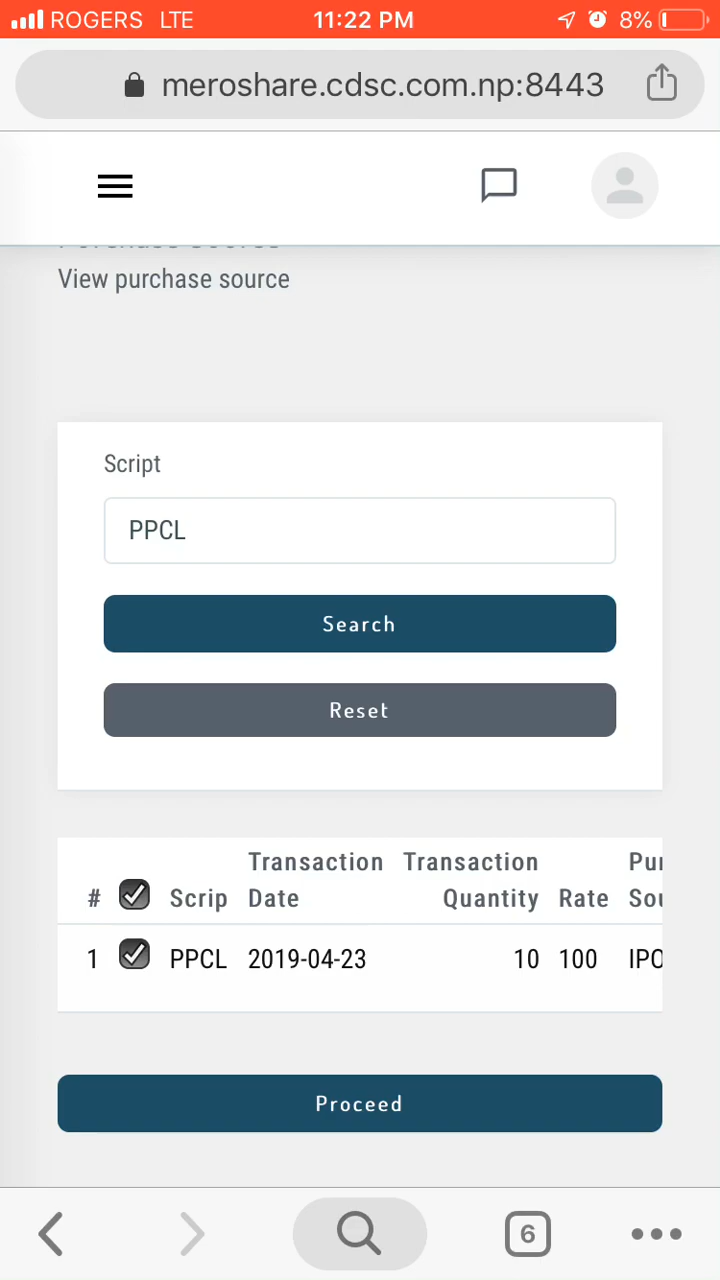 ROGERS LTE 11:22 PM 8%
meroshare.cdsc.com.np:8443
View purchase source
Script
PPCL
Search
Reset
# Scrip Transaction Date Transaction Quantity Rate
1 PPCL 2019-04-23 10 100 IPO
Proceed
6